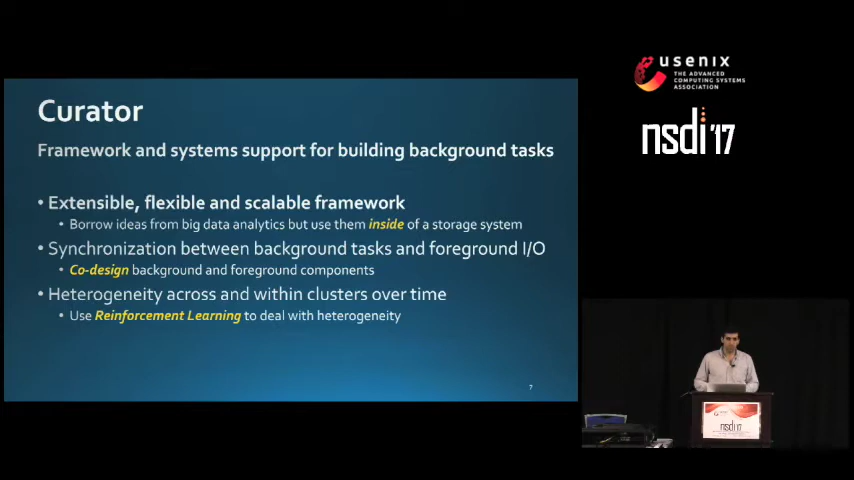 Curator
Framework and systems support for building background tasks
• Extensible, flexible and scalable framework
• Borrow ideas from big data analytics but use them inside of a storage system
• Synchronization between background tasks and foreground I/O
• Co-design background and foreground components
• Heterogeneity across and within clusters over time
• Use Reinforcement Learning to deal with heterogeneity
7
usenix
THE ADVANCED
COMPUTING SYSTEMS
ASSOCIATION
nsdi '17
nsdi '17